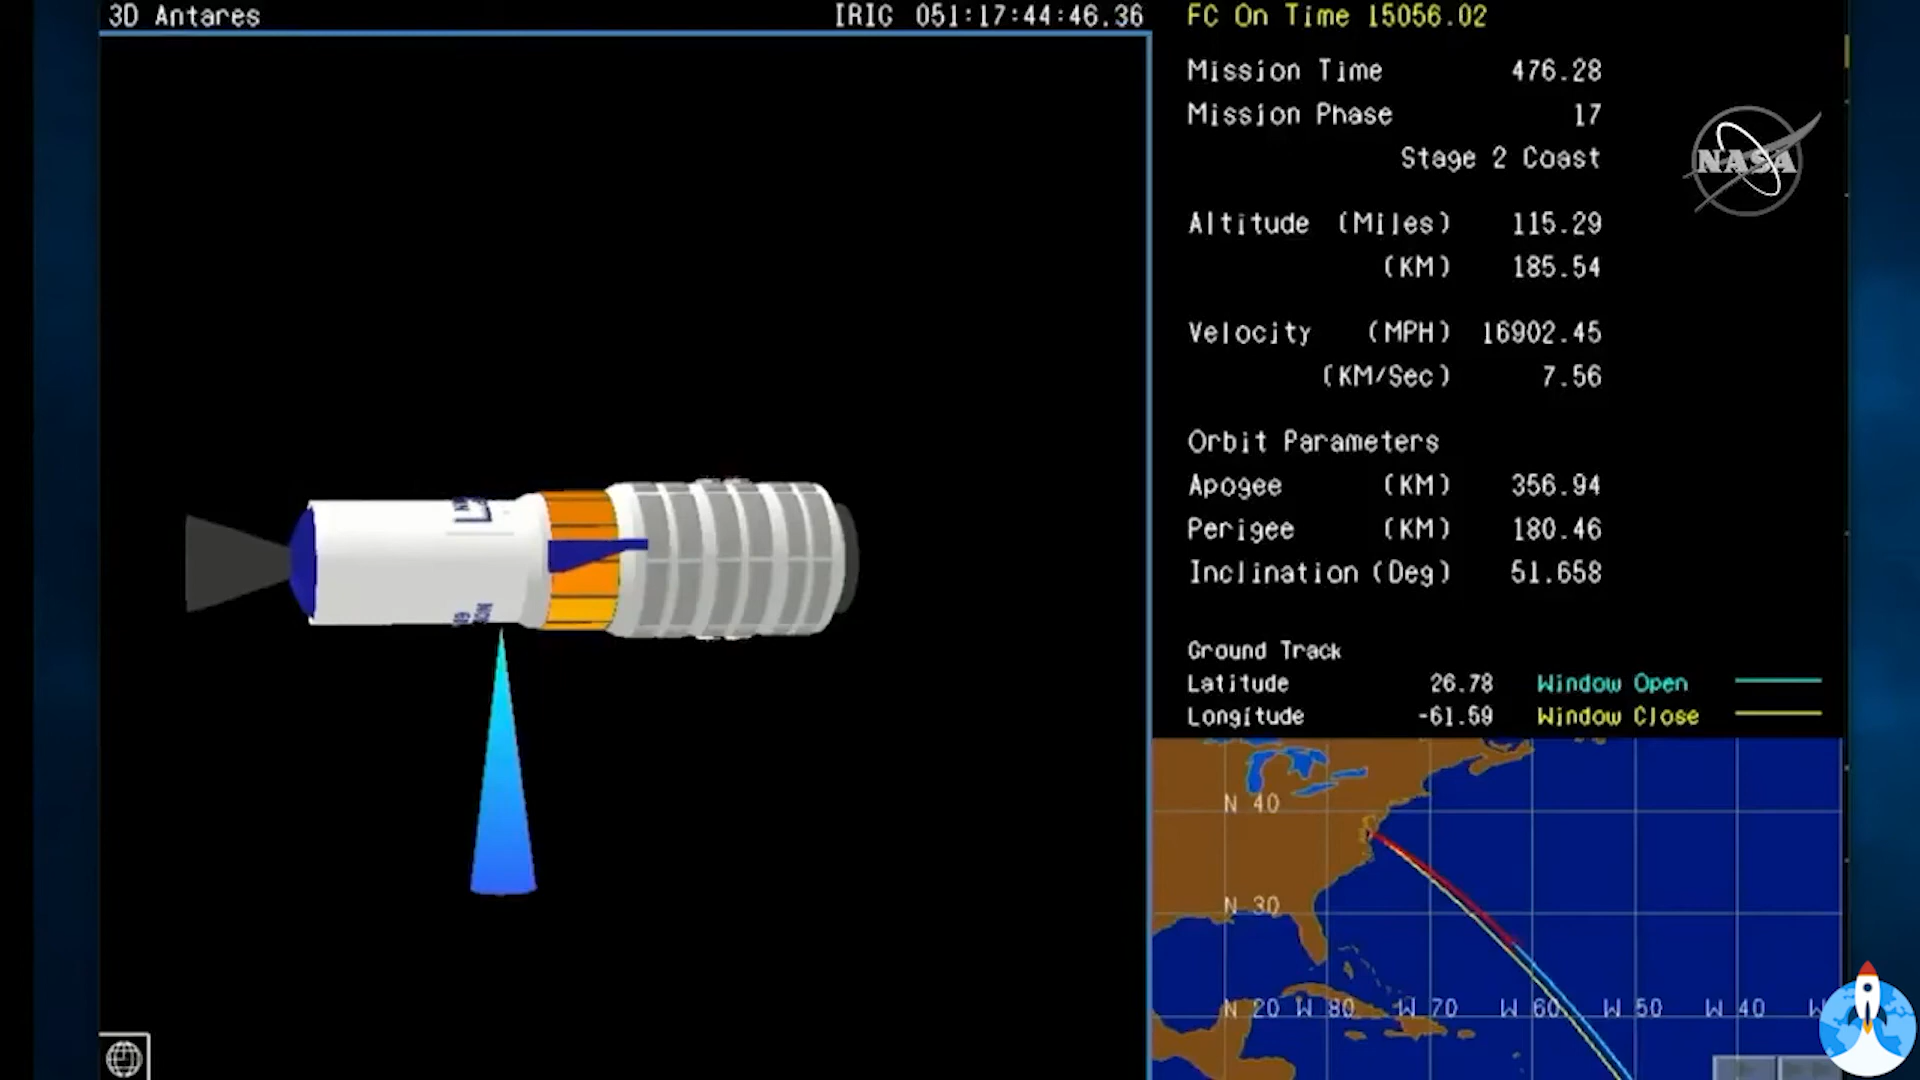 3D Antares
IRIG 051:17:44:46.36
FC On Time 15056.02
Mission Time 476.28
Mission Phase 17
Stage 2 Coast
NASA
Altitude (Miles) 115.29
(KM) 185.54
Velocity (MPH) 16902.45
(KM/Sec) 7.56
Orbit Parameters
Apogee (KM) 356.94
Perigee (KM) 180.46
Inclination (Deg) 51.658
Ground Track
Latitude 26.78 Window Open
Longitude -61.59 Window Close
N 40
N 30
N 20 W 80 W 70 W 60 W 50 W 40 W